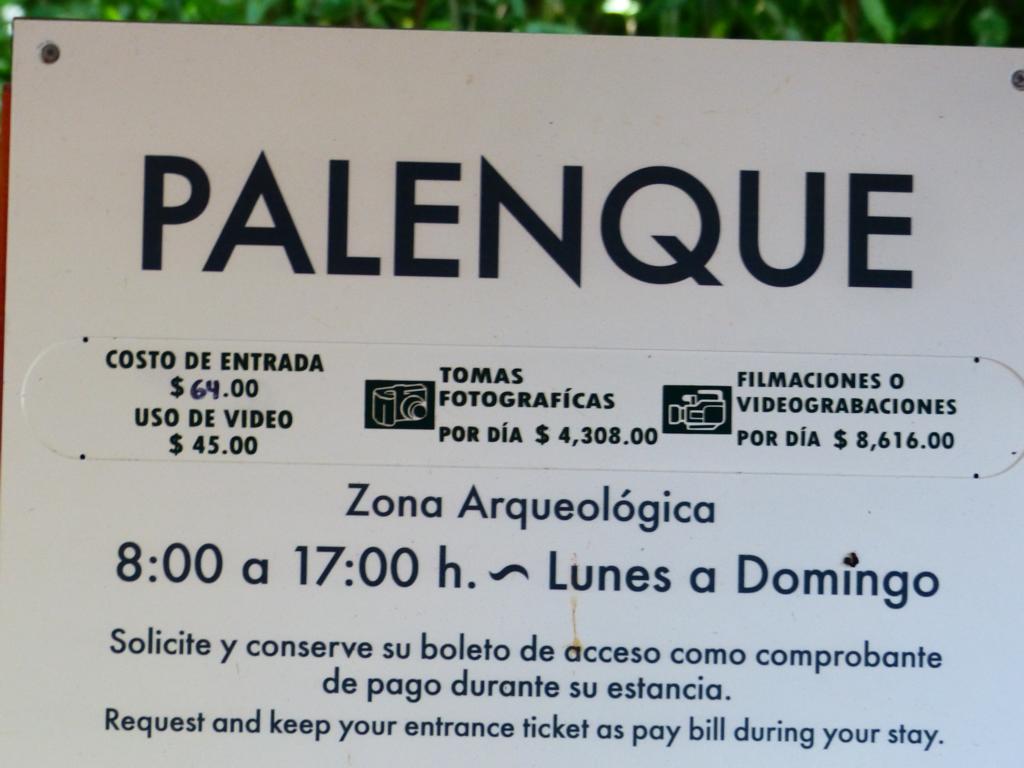 PALENQUE
COSTO DE ENTRADA
$ 64.00
USO DE VIDEO
$ 45.00
TOMAS
FOTOGRAFÍCAS
POR DÍA $ 4,308.00
FILMACIONES O
VIDEOGRABACIONES
POR DÍA $ 8,616.00
Zona Arqueológica
8:00 a 17:00 h. ~ Lunes a Domingo
Solicite y conserve su boleto de acceso como comprobante
de pago durante su estancia.
Request and keep your entrance ticket as pay bill during your stay.